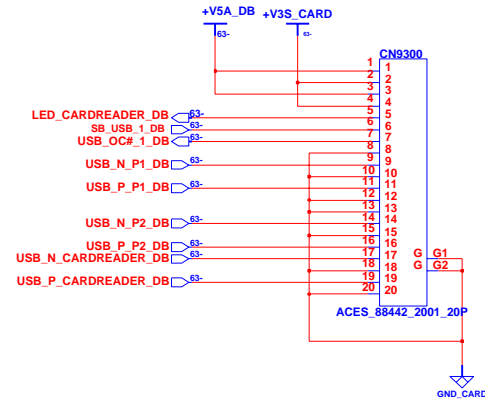 +V5A_DB +V3S_CARD
63- 63-
CN9300
1 1
2 2
3 3
4 4
LED_CARDREADER_DB 63- 5 5
SB_USB_1_DB 63- 6 6
USB_OC#_1_DB 63- 7 7
8 8
USB_N_P1_DB 63- 9 9
10 10
USB_P_P1_DB 63- 11 11
12 12
13 13
USB_N_P2_DB 63- 14 14
15 15
USB_P_P2_DB 63- 16 16
USB_N_CARDREADER_DB 63- 17 17 G G1
18 18 G G2
USB_P_CARDREADER_DB 63- 19 19
20 20
ACES_88442_2001_20P
GND_CARD